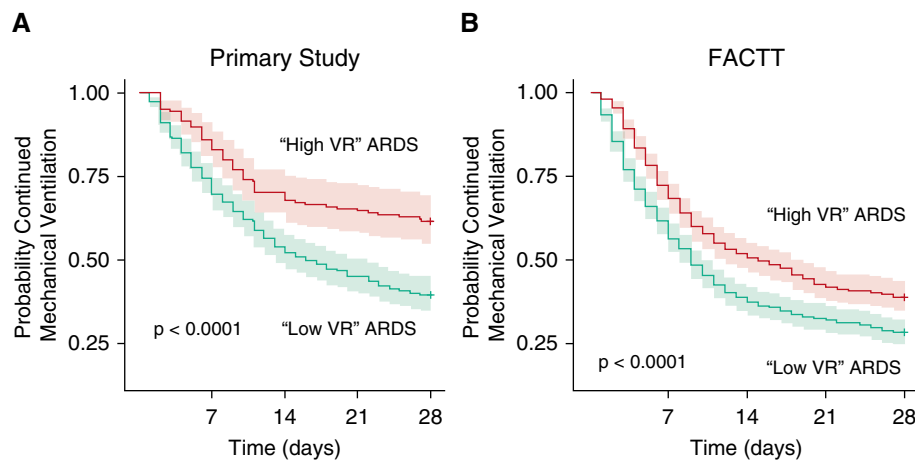 A
Primary Study
Probability Continued
Mechanical Ventilation
1.00
0.75
0.50
0.25
“High VR” ARDS
“Low VR” ARDS
p < 0.0001
7 14 21 28
Time (days)
B
FACTT
Probability Continued
Mechanical Ventilation
1.00
0.75
0.50
0.25
“High VR” ARDS
p < 0.0001
“Low VR” ARDS
7 14 21 28
Time (days)